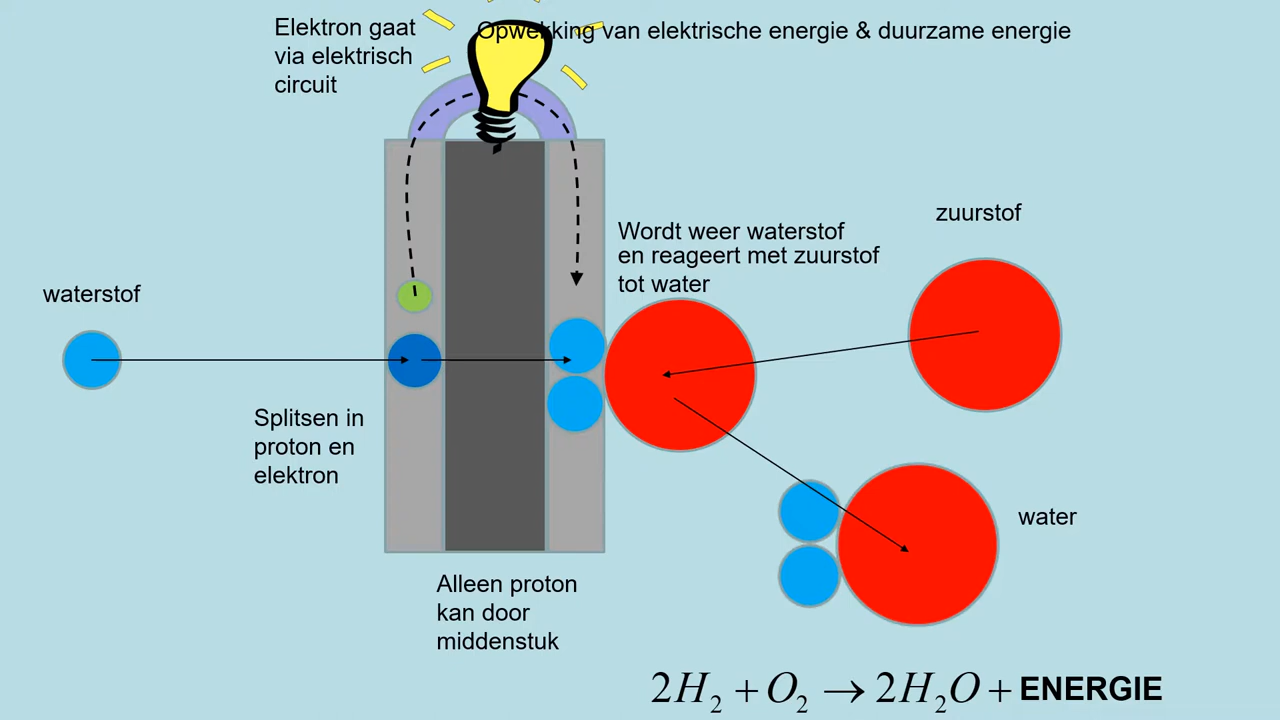 Opwekking van elektrische energie & duurzame energie
Elektron gaat
via elektrisch
circuit
zuurstof
Wordt weer waterstof
en reageert met zuurstof
tot water
waterstof
Splitsen in
proton en
elektron
water
Alleen proton
kan door
middenstuk
2H₂ + O₂ → 2H₂O + ENERGIE